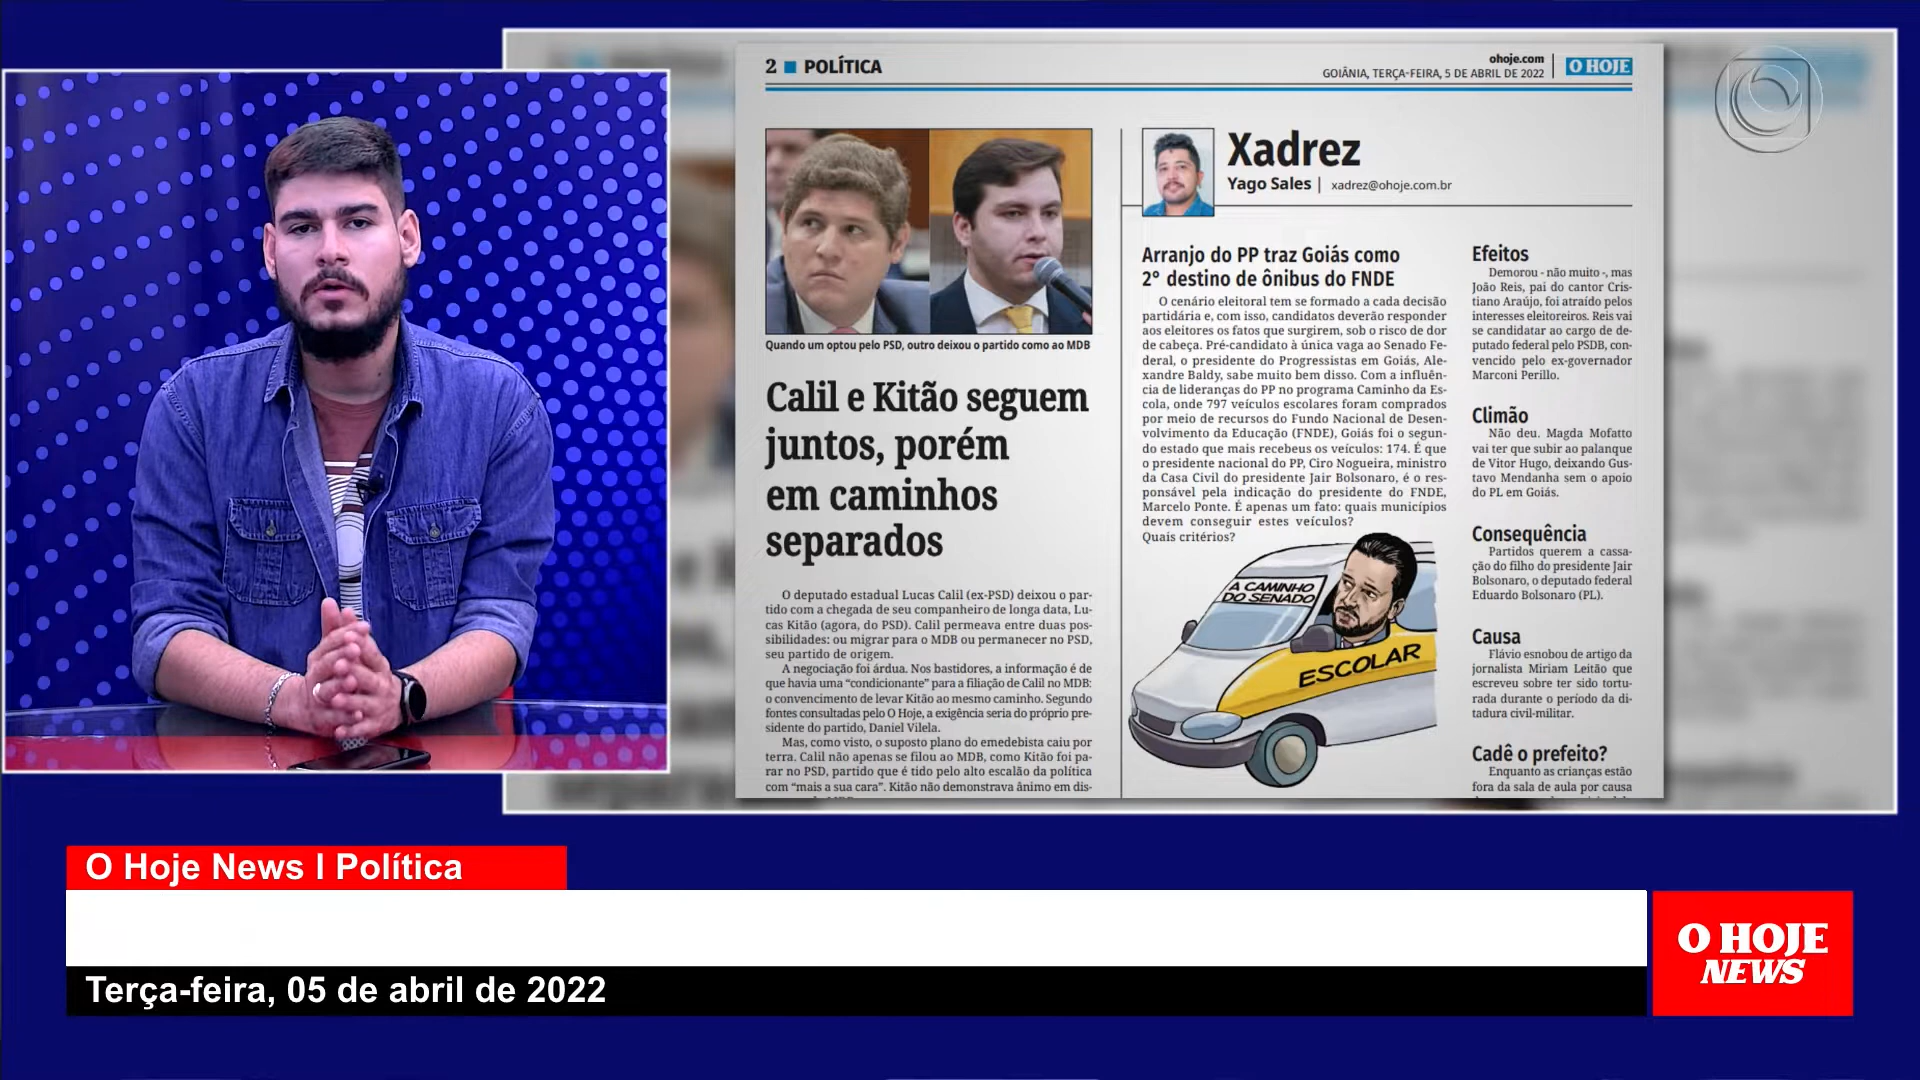 2 POLÍTICA
ohoje.com
GOIÂNIA, TERÇA-FEIRA, 5 DE ABRIL DE 2022
O HOJE
Quando um optou pelo PSD, outro deixou o partido como ao MDB
Calil e Kitão seguem
juntos, porém
em caminhos
separados
O deputado estadual Lucas Calil (ex-PSD) deixou o par-
tido com a chegada de seu companheiro de longa data, Lu-
cas Kitão (agora, do PSD). Calil permeava entre duas pos-
sibilidades: ou migrar para o MDB ou permanecer no PSD,
seu partido de origem.
A negociação foi árdua. Nos bastidores, a informação é de
que havia uma “condicionante” para a filiação de Calil no MDB:
o convencimento de levar Kitão ao mesmo caminho. Segundo
fontes consultadas pelo O Hoje, a exigência seria do próprio pre-
sidente do partido, Daniel Vilela.
Mas, como visto, o suposto plano do emedebista caiu por
terra. Calil não apenas se filou ao MDB, como Kitão foi pa-
rar no PSD, partido que é tido pelo alto escalão da política
com “mais a sua cara”. Kitão não demonstrava ânimo em dis-
Xadrez
Yago Sales | xadrez@ohoje.com.br
Arranjo do PP traz Goiás como
2° destino de ônibus do FNDE
O cenário eleitoral tem se formado a cada decisão
partidária e, com isso, candidatos deverão responder
aos eleitores os fatos que surgirem, sob o risco de dor
de cabeça. Pré-candidato à única vaga ao Senado Fe-
deral, o presidente do Progressistas em Goiás, Ale-
xandre Baldy, sabe muito bem disso. Com a influên-
cia de lideranças do PP no programa Caminho da Es-
cola, onde 797 veículos escolares foram comprados
por meio de recursos do Fundo Nacional de Desen-
volvimento da Educação (FNDE), Goiás foi o segun-
do estado que mais recebeus os veículos: 174. É que
o presidente nacional do PP, Ciro Nogueira, ministro
da Casa Civil do presidente Jair Bolsonaro, é o res-
ponsável pela indicação do presidente do FNDE,
Marcelo Ponte. É apenas um fato: quais municípios
devem conseguir estes veículos?
Quais critérios?
A CAMINHO
DO SENADO
ESCOLAR
Efeitos
Demorou - não muito -, mas
João Reis, pai do cantor Cris-
tiano Araújo, foi atraído pelos
interesses eleitoreiros. Reis vai
se candidatar ao cargo de de-
putado federal pelo PSDB, con-
vencido pelo ex-governador
Marconi Perillo.
Climão
Não deu. Magda Mofatto
vai ter que subir ao palanque
de Vitor Hugo, deixando Gus-
tavo Mendanha sem o apoio
do PL em Goiás.
Consequência
Partidos querem a cassa-
ção do filho do presidente Jair
Bolsonaro, o deputado federal
Eduardo Bolsonaro (PL).
Causa
Flávio esnobou de artigo da
jornalista Miriam Leitão que
escreveu sobre ter sido tortu-
rada durante o período da di-
tadura civil-militar.
Cadê o prefeito?
Enquanto as crianças estão
fora da sala de aula por causa
O Hoje News I Política
Terça-feira, 05 de abril de 2022
O HOJE
NEWS